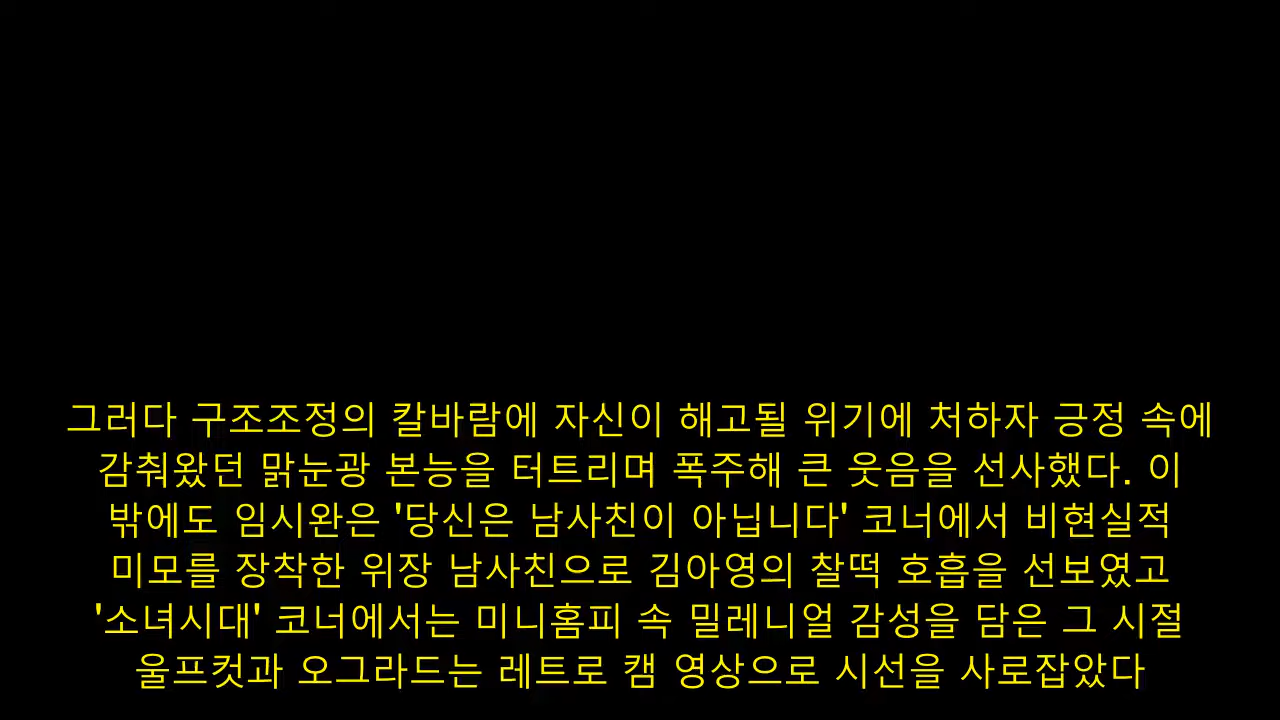 그러다 구조조정의 칼바람에 자신이 해고될 위기에 처하자 긍정 속에
감춰왔던 맑눈광 본능을 터트리며 폭주해 큰 웃음을 선사했다. 이
밖에도 임시완은 '당신은 남사친이 아닙니다' 코너에서 비현실적
미모를 장착한 위장 남사친으로 김아영의 찰떡 호흡을 선보였고
'소녀시대' 코너에서는 미니홈피 속 밀레니얼 감성을 담은 그 시절
울프컷과 오그라드는 레트로 캠 영상으로 시선을 사로잡았다